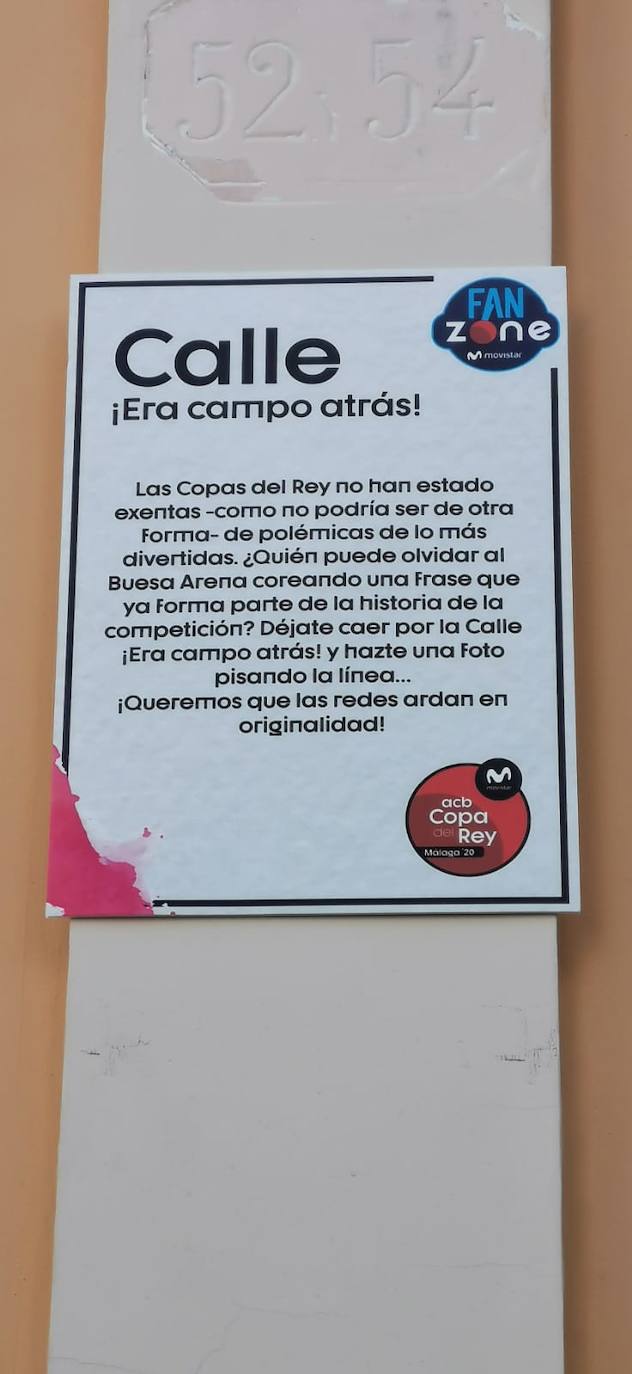 52, 54
FAN
zone
movistar
Calle
¡Era campo atrás!
Las Copas del Rey no han estado
exentas -como no podría ser de otra
forma- de polémicas de lo más
divertidas. ¿Quién puede olvidar al
Buesa Arena coreando una frase que
ya forma parte de la historia de la
competición? Déjate caer por la Calle
¡Era campo atrás! y hazte una foto
pisando la línea...
¡Queremos que las redes ardan en
originalidad!
movistar
acb
Copa
del Rey
Málaga '20